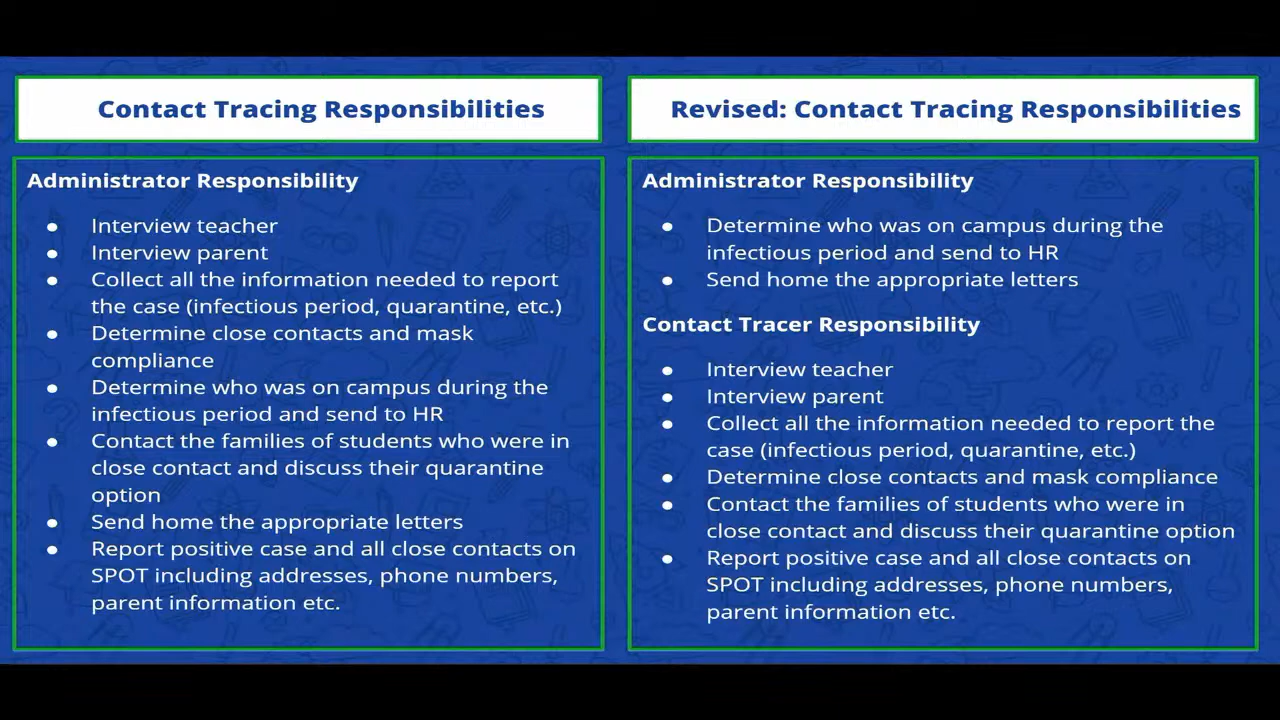 Contact Tracing Responsibilities
Administrator Responsibility
● Interview teacher
● Interview parent
● Collect all the information needed to report
the case (infectious period, quarantine, etc.)
● Determine close contacts and mask
compliance
● Determine who was on campus during the
infectious period and send to HR
● Contact the families of students who were in
close contact and discuss their quarantine
option
● Send home the appropriate letters
● Report positive case and all close contacts on
SPOT including addresses, phone numbers,
parent information etc.
Revised: Contact Tracing Responsibilities
Administrator Responsibility
● Determine who was on campus during the
infectious period and send to HR
● Send home the appropriate letters
Contact Tracer Responsibility
● Interview teacher
● Interview parent
● Collect all the information needed to report the
case (infectious period, quarantine, etc.)
● Determine close contacts and mask compliance
● Contact the families of students who were in
close contact and discuss their quarantine option
● Report positive case and all close contacts on
SPOT including addresses, phone numbers,
parent information etc.